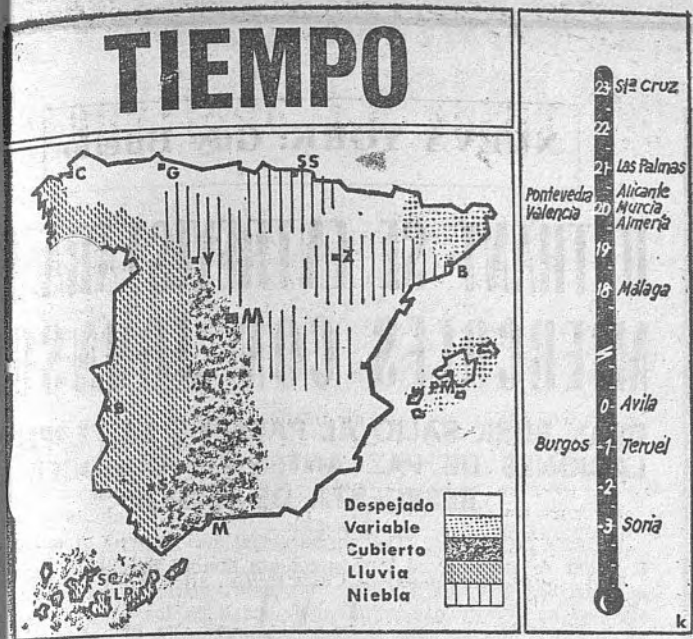 TIEMPO
C
G
SS
V
Z
B
M
PM
B
M
SC
LP
Despejado
Variable
Cubierto
Lluvia
Niebla
23 Sta Cruz
22
21 Las Palmas
Pontevedra Alicante
Valencia 20 Murcia
Almería
19
18 Málaga
0 Avila
Burgos -1 Teruel
-2
-3 Soria
k